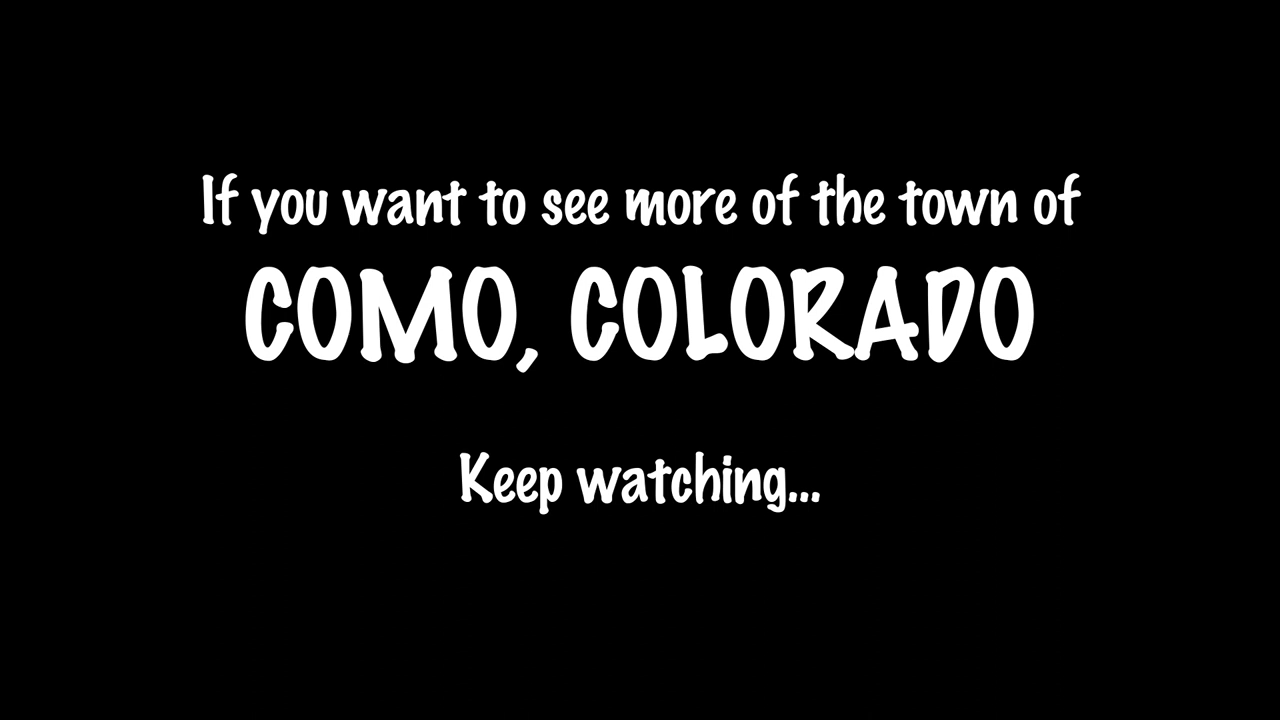 If you want to see more of the town of
COMO, COLORADO
Keep watching...